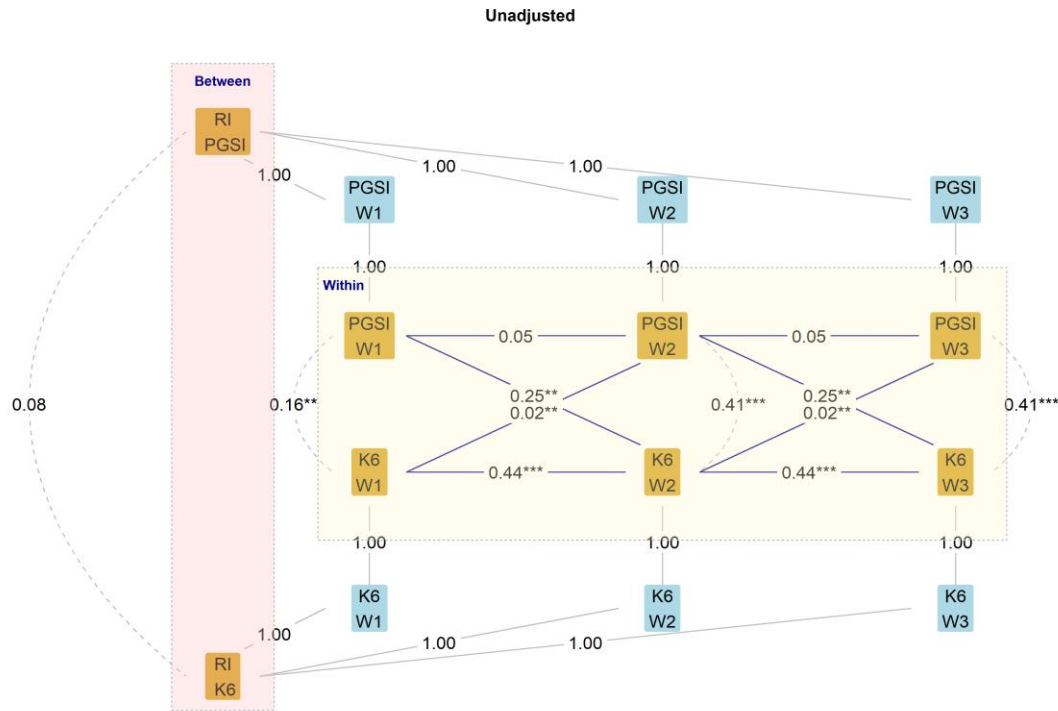 Unadjusted
Between
RI
PGSI
1.00
1.00
1.00
PGSI
W1
PGSI
W2
PGSI
W3
1.00
1.00
1.00
Within
PGSI
W1
0.05
PGSI
W2
0.05
PGSI
W3
0.08
0.16**
0.25**
0.02**
0.41***
0.25**
0.02**
0.41***
K6
W1
0.44***
K6
W2
0.44***
K6
W3
1.00
1.00
1.00
K6
W1
K6
W2
K6
W3
1.00
1.00
1.00
RI
K6